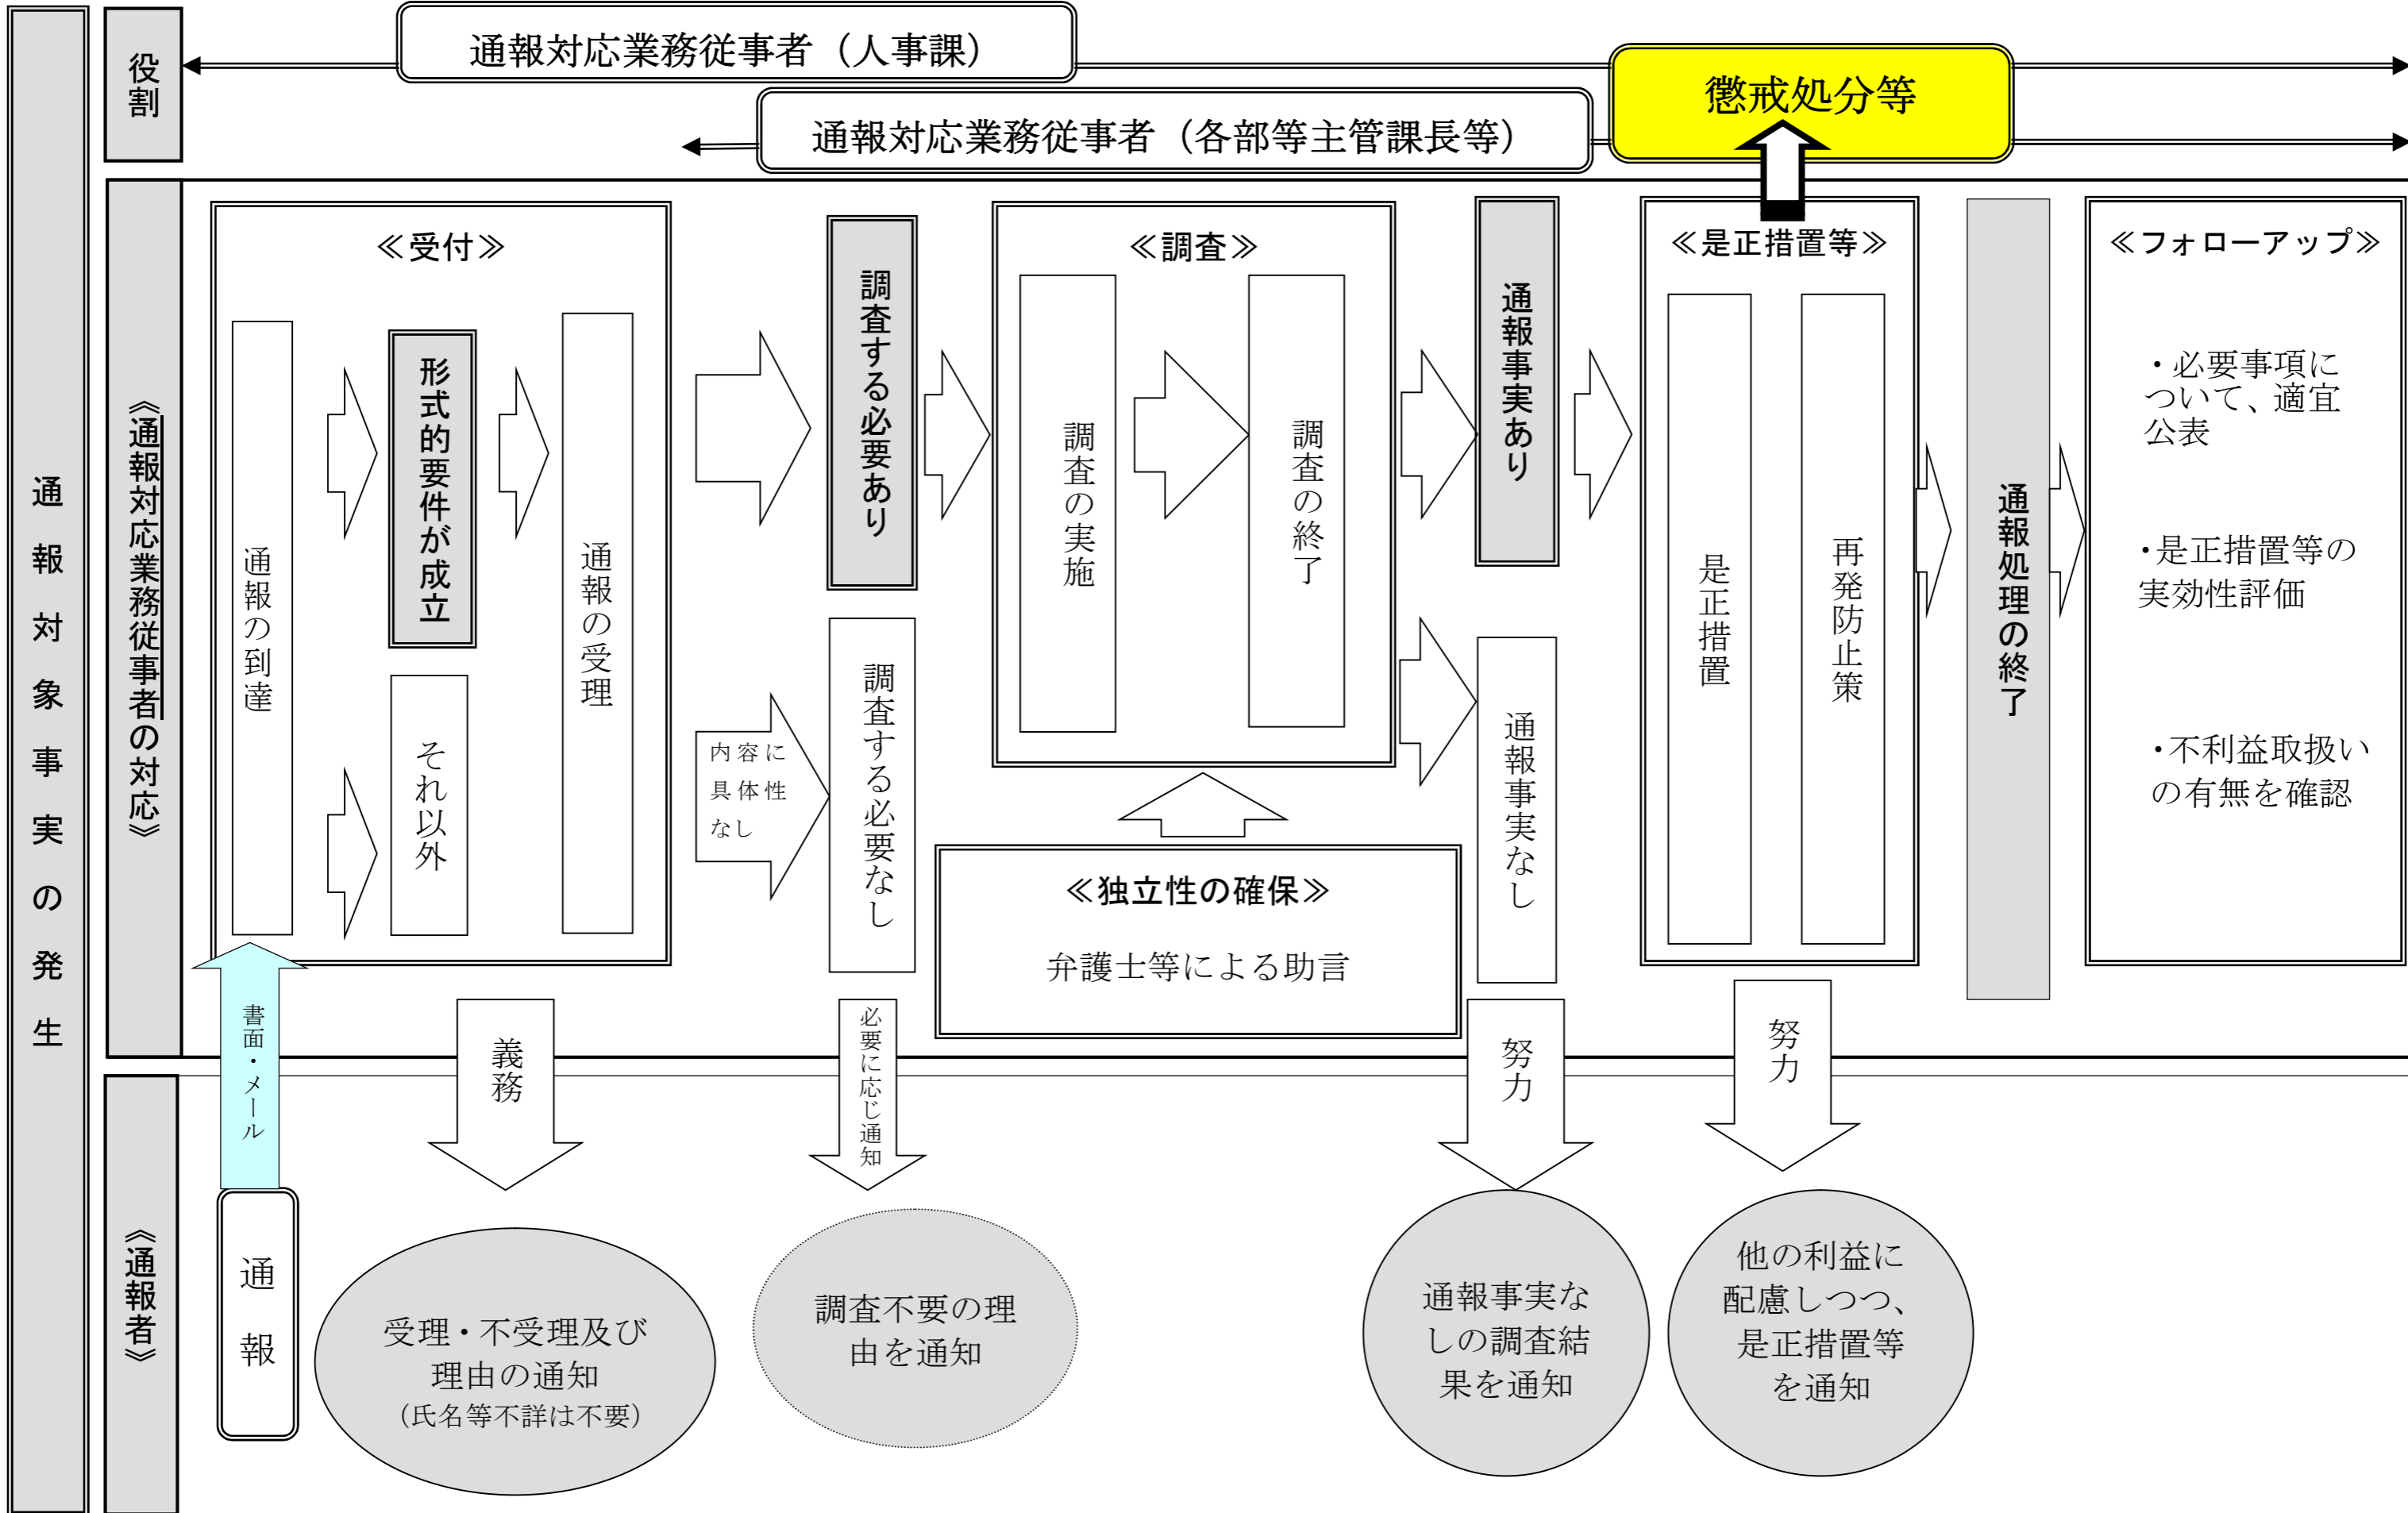 通報対象事実の発生
役割
通報対応業務従事者（人事課）
通報対応業務従事者（各部等主管課長等）
懲戒処分等
《通報対応業務従事者の対応》
≪受付≫
通報の到達
形式的要件が成立
それ以外
通報の受理
調査する必要あり
内容に
具体性
なし
調査する必要なし
≪調査≫
調査の実施
調査の終了
≪独立性の確保≫
弁護士等による助言
通報事実あり
通報事実なし
≪是正措置等≫
是正措置
再発防止策
通報処理の終了
≪フォローアップ≫
・必要事項に
ついて、適宜
公表
・是正措置等の
実効性評価
・不利益取扱い
の有無を確認
書面・メール
義務
必要に応じ通知
努力
努力
《通報者》
通報
受理・不受理及び
理由の通知
（氏名等不詳は不要）
調査不要の理
由を通知
通報事実な
しの調査結
果を通知
他の利益に
配慮しつつ、
是正措置等
を通知